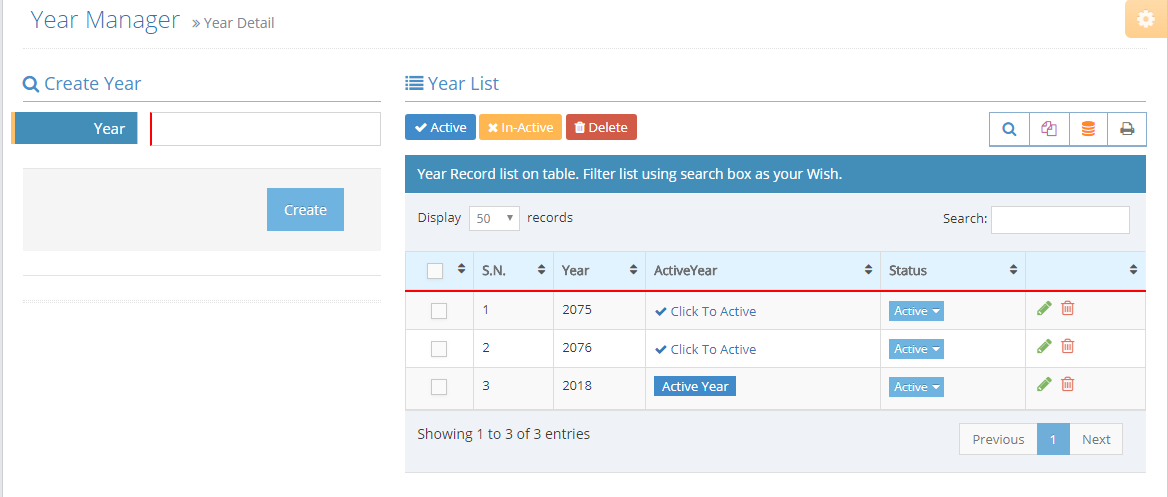 Year Manager » Year Detail
Create Year
Year
Create
Year List
Active In-Active Delete
Year Record list on table. Filter list using search box as your Wish.
Display 50 records Search:
S.N. Year ActiveYear Status
1 2075 Click To Active Active
2 2076 Click To Active Active
3 2018 Active Year Active
Showing 1 to 3 of 3 entries
Previous 1 Next